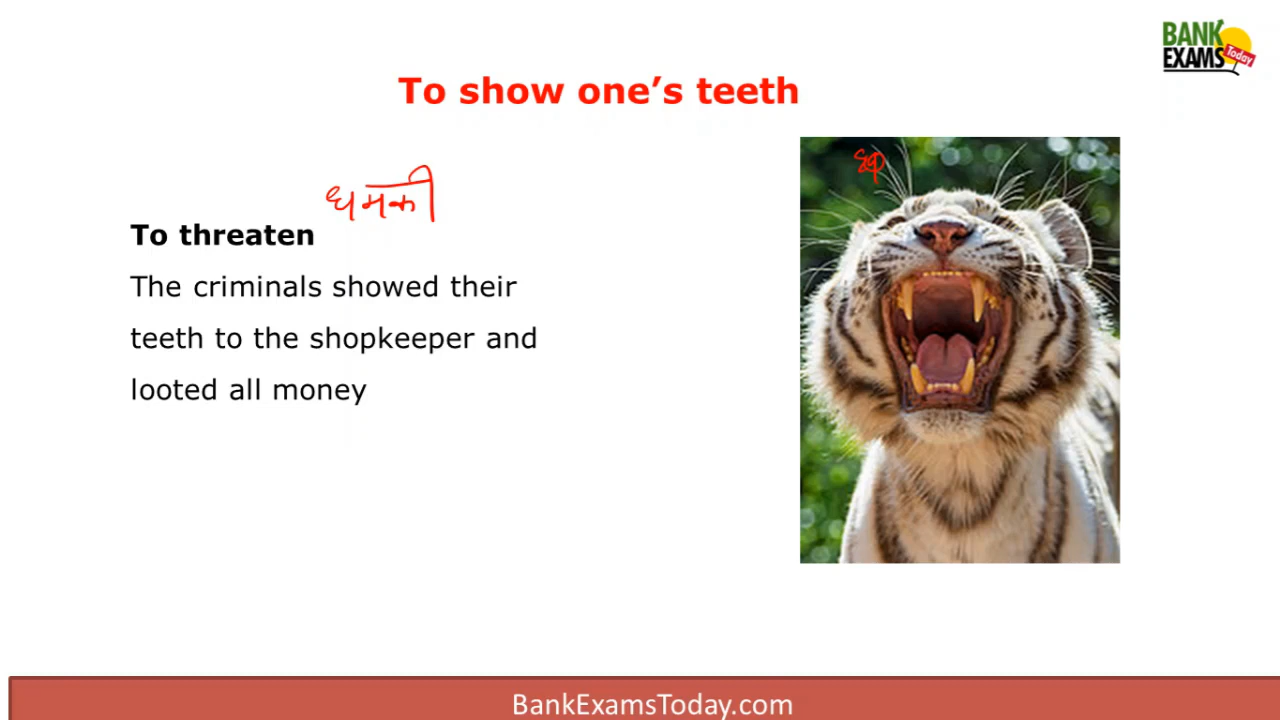 BANK
EXAMS Today
To show one’s teeth
धमकी
To threaten
The criminals showed their
teeth to the shopkeeper and
looted all money
BankExamsToday.com